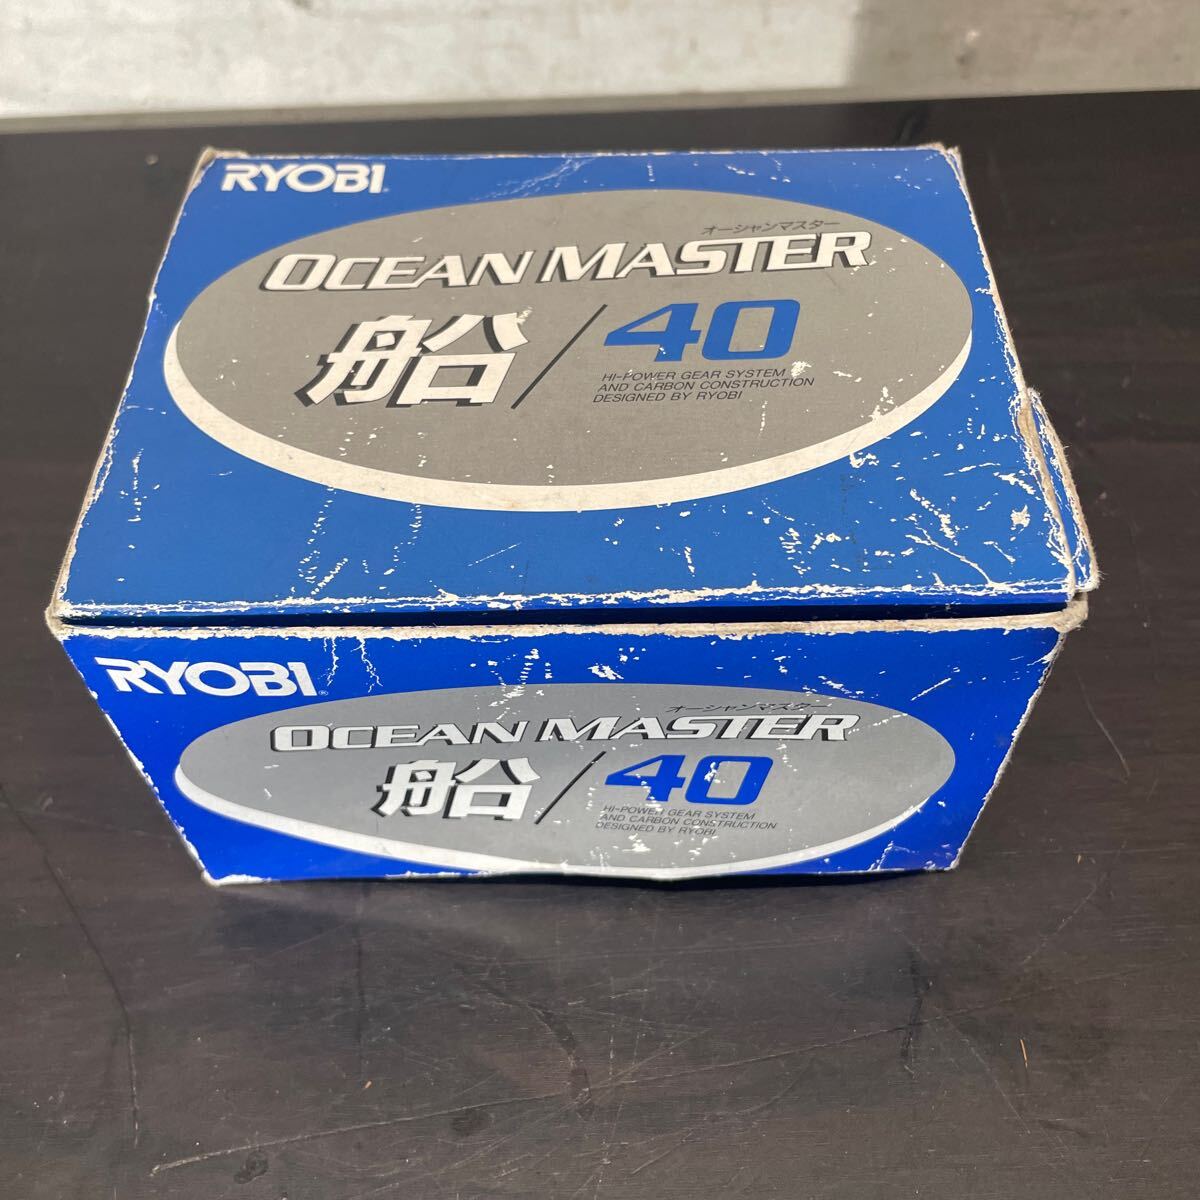 RYOBI.
オーシャンマスター
OCEAN MASTER
船/40
HI-POWER GEAR SYSTEM
AND CARBON CONSTRUCTION
DESIGNED BY RYOBI
RYOBI®
オーシャンマスター
OCEAN MASTER
船/40
HI-POWER GEAR SYSTEM
AND CARBON CONSTRUCTION
DESIGNED BY RYOBI